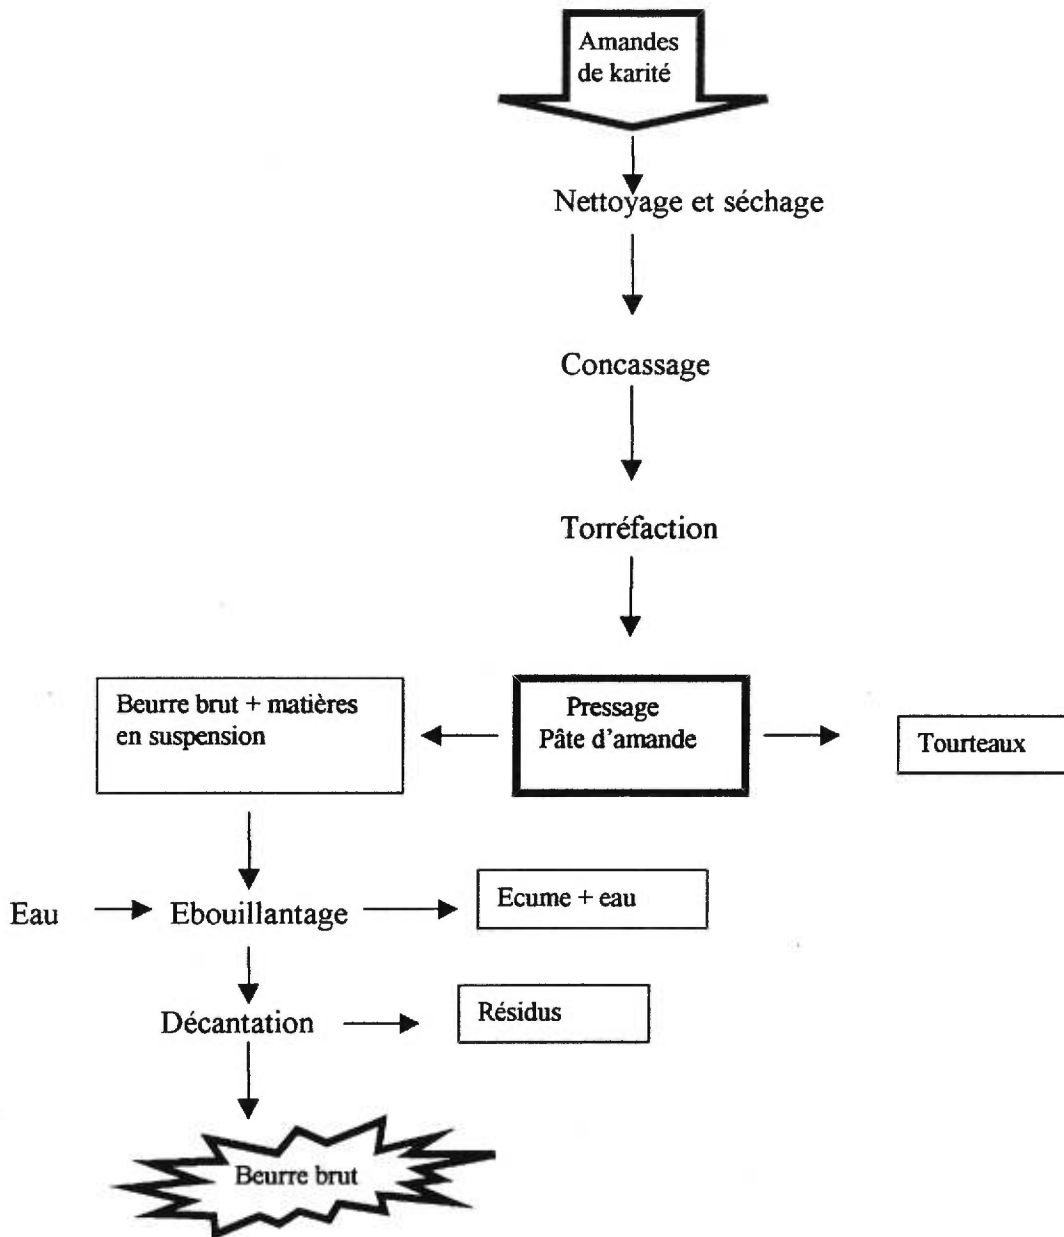 Amandes
de karité
Nettoyage et séchage
Concassage
Torréfaction
Beurre brut + matières
en suspension
Pressage
Pâte d'amande
Tourteaux
Eau
Ebouillantage
Ecume + eau
Décantation
Résidus
Beurre brut